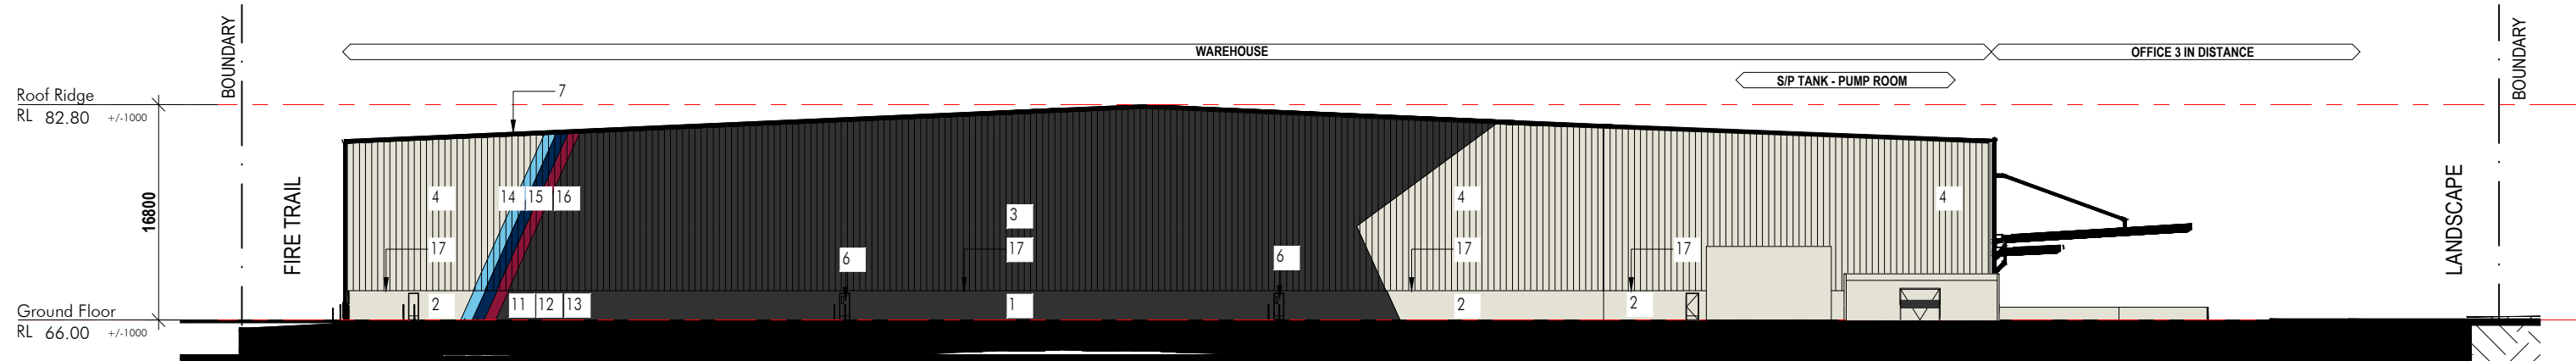 BOUNDARY
WAREHOUSE
OFFICE 3 IN DISTANCE
BOUNDARY
S/P TANK - PUMP ROOM
Roof Ridge
RL 82.80 +/-1000
7
16800
FIRE TRAIL
LANDSCAPE
4 14 15 16 4 4
3
17 17 17 17
6 6
2 11 12 13 1 2 2
Ground Floor
RL 66.00 +/-1000